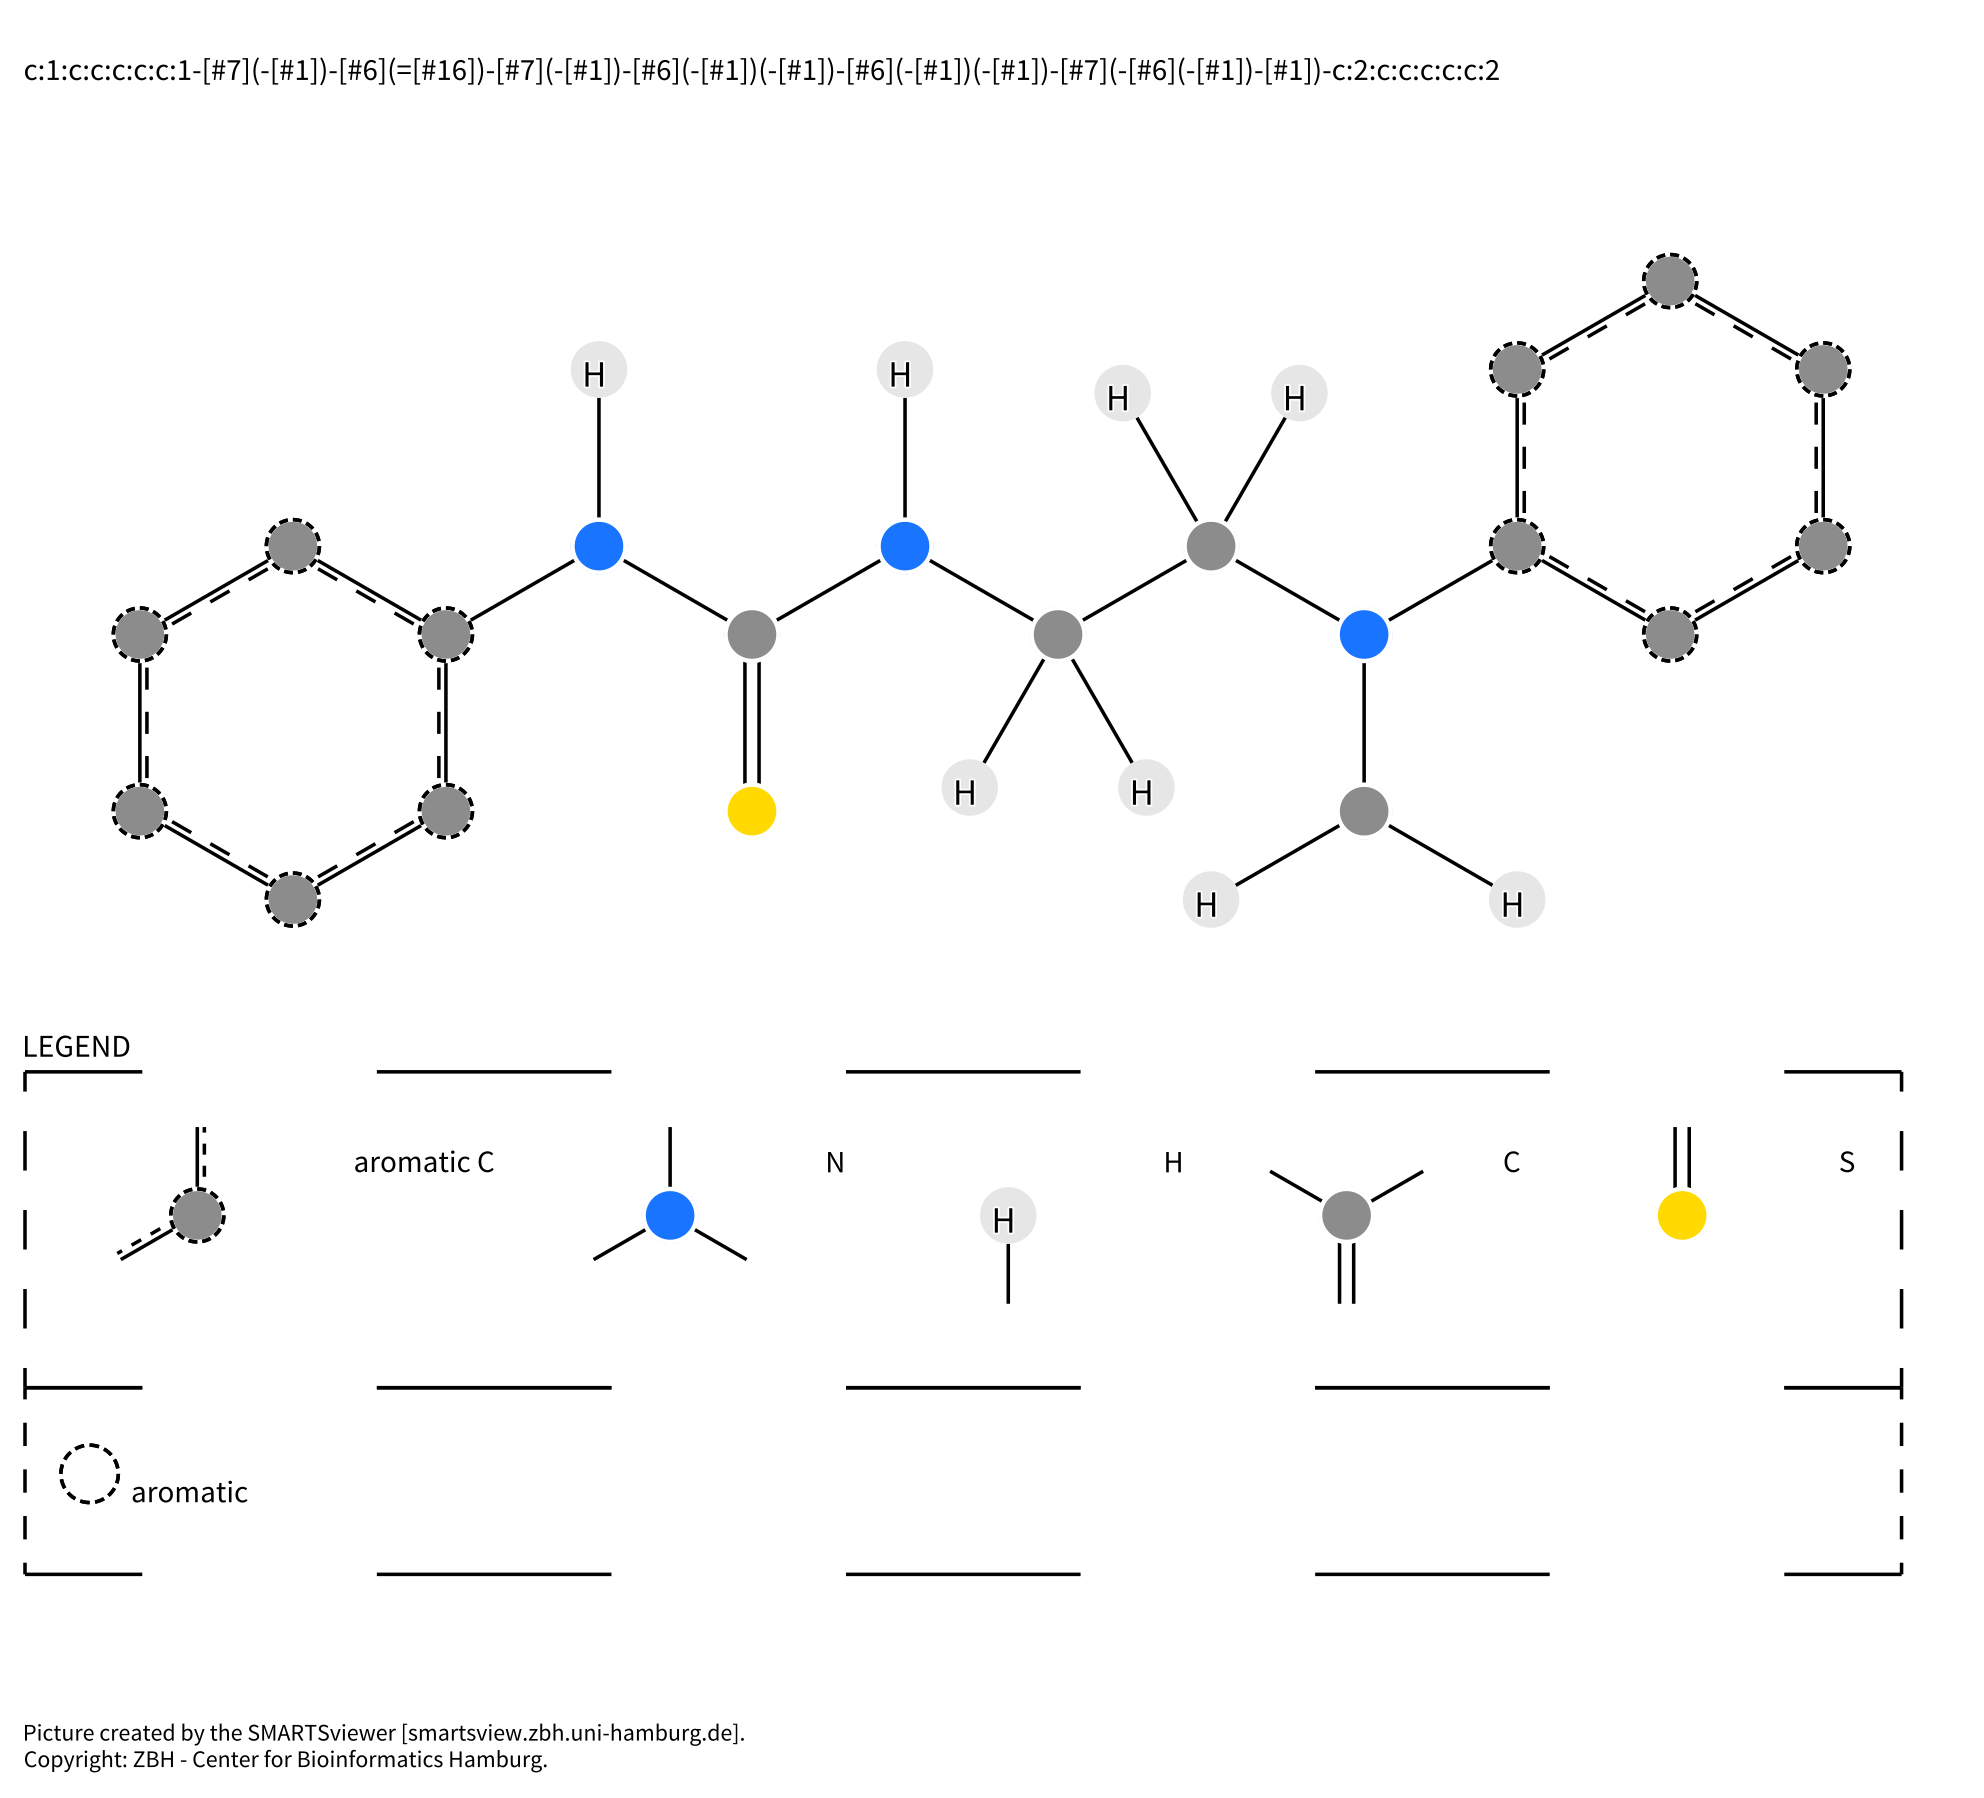 c:1:c:c:c:c:c:1-[#7](-[#1])-[#6](=[#16])-[#7](-[#1])-[#6](-[#1])(-[#1])-[#6](-[#1])(-[#1])-[#7](-[#6](-[#1])-[#1])-c:2:c:c:c:c:c:2
H H H H
H H
H H
LEGEND
aromatic C N H C S
H
aromatic
Picture created by the SMARTSviewer [smartsview.zbh.uni-hamburg.de].
Copyright: ZBH - Center for Bioinformatics Hamburg.